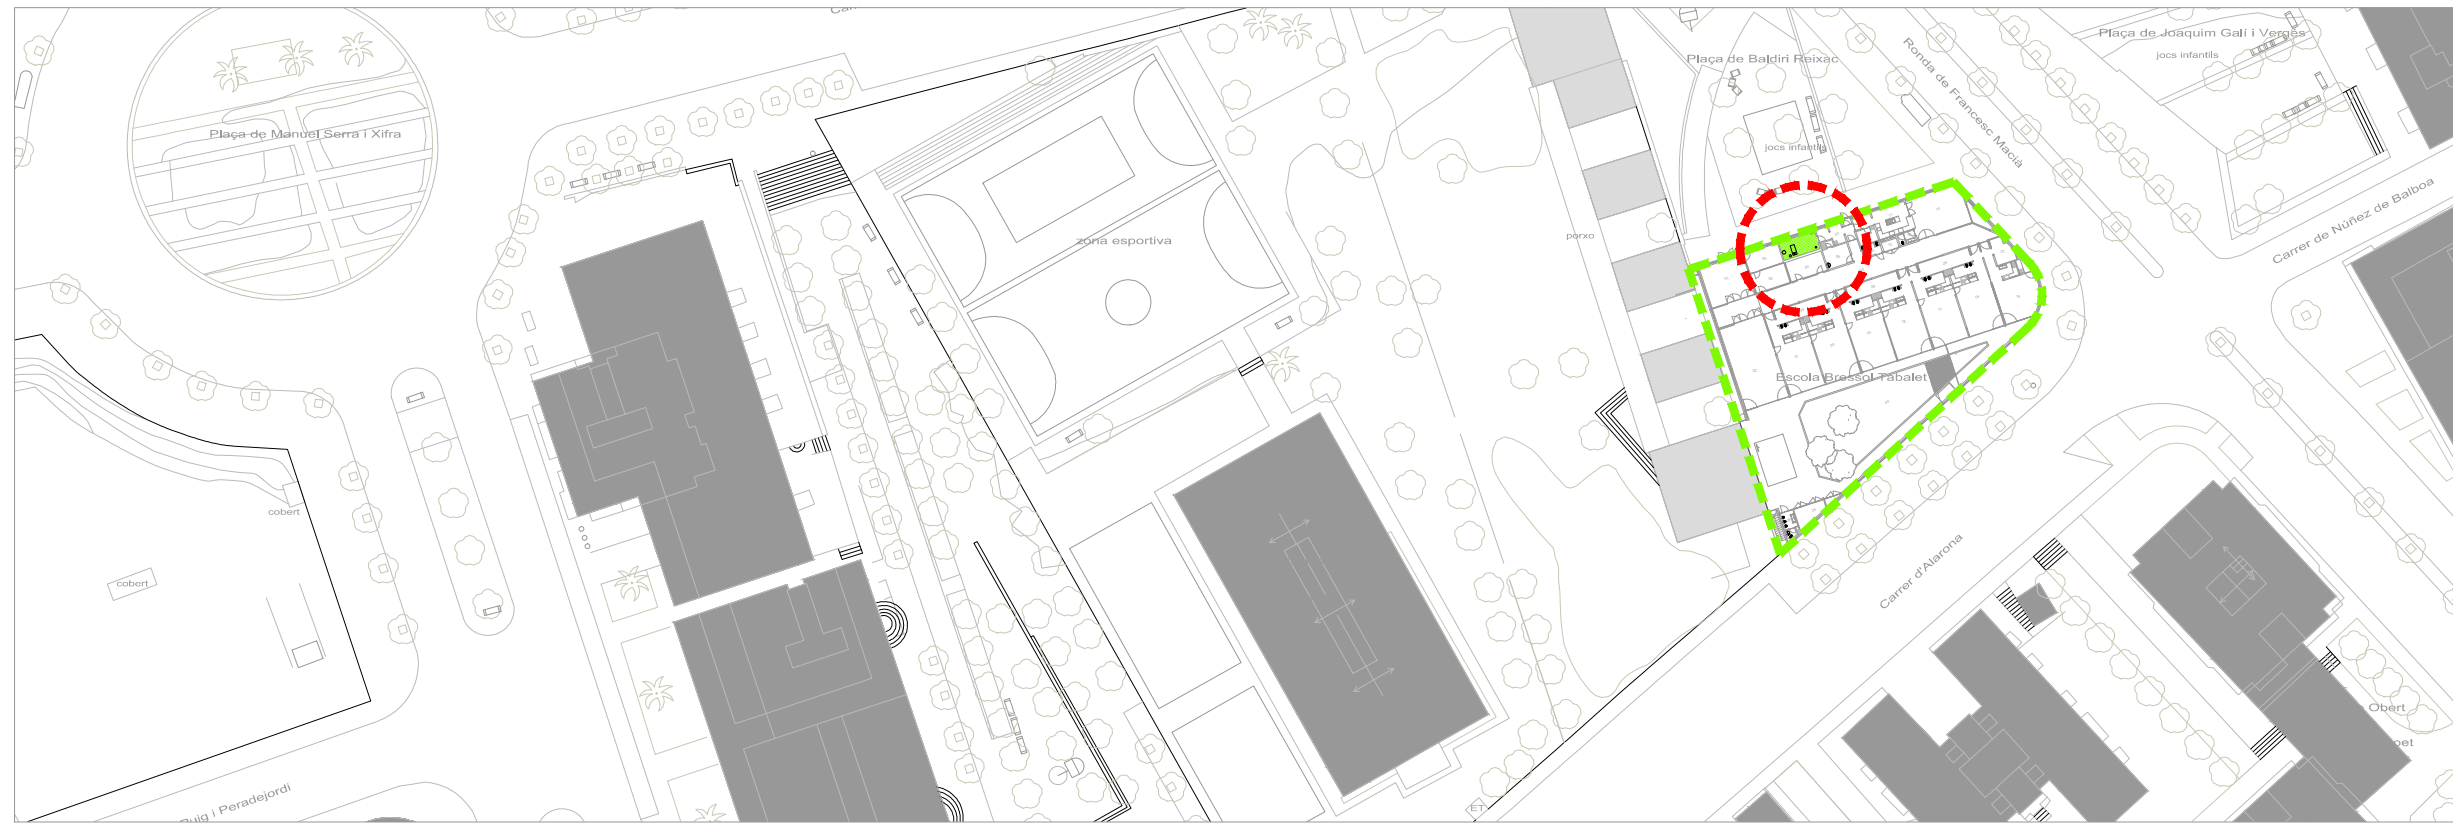 Plaça de Joaquim Galí i Vergés
jocs infantils
Ronda de Francesc Macià
Plaça de Baldiri Reixac
jocs infantils
Plaça de Manuel Serra i Xifra
Carrer de Núñez de Balboa
porxo
zona esportiva
Escola Bressol Tabalet
cobert
cobert
Carrer d'Alarona
Obert
Puig i Peradejordi
ET